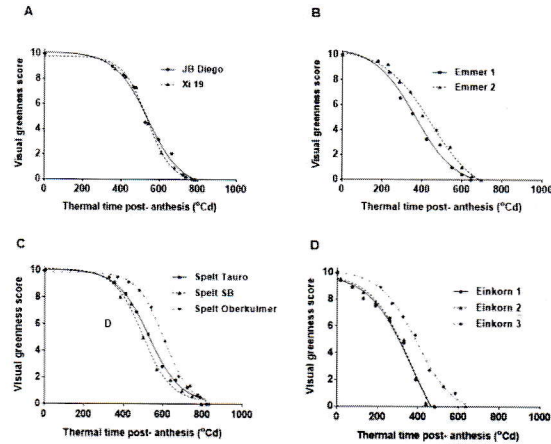 A
Visual greenness score
10
8
6
4
2
0
JB Diego
Xi 19
0 200 400 600 800 1000
Thermal time post- anthesis (°Cd)
B
Visual greenness score
10
8
6
4
2
0
Emmer 1
Emmer 2
0 200 400 600 800 1000
Thermal time post- anthesis (°Cd)
C
Visual greenness score
10
8
6
4
2
0
Spelt Tauro
Spelt SB
Spelt Oberkulmer
D
0 200 400 600 800 1000
Thermal time post- anthesis (°Cd)
D
Visual greenness score
10
8
6
4
2
0
Einkorn 1
Einkorn 2
Einkorn 3
0 200 400 600 800 1000
Thermal time post- anthesis (°Cd)